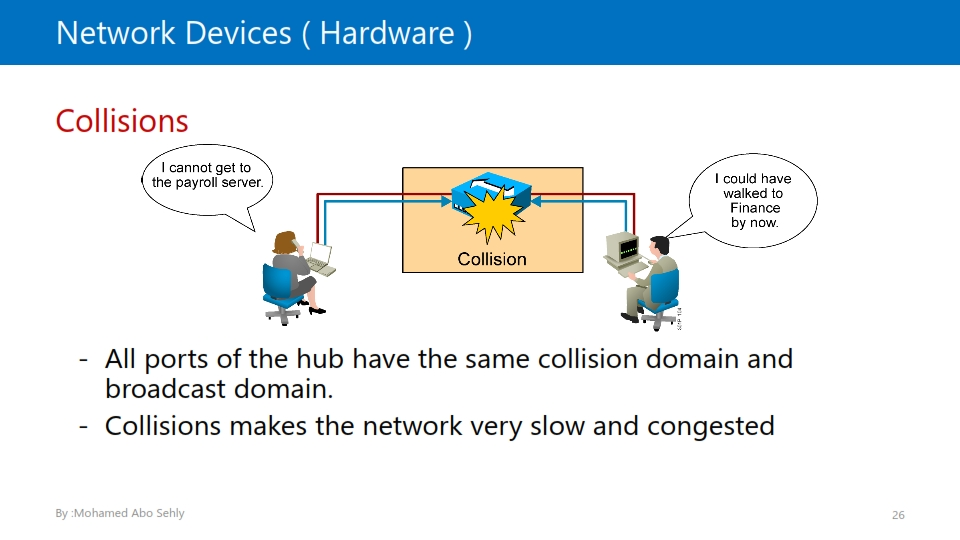 Network Devices ( Hardware )
Collisions
I cannot get to
the payroll server.
I could have
walked to
Finance
by now.
Collision
- All ports of the hub have the same collision domain and
broadcast domain.
- Collisions makes the network very slow and congested
By :Mohamed Abo Sehly
26